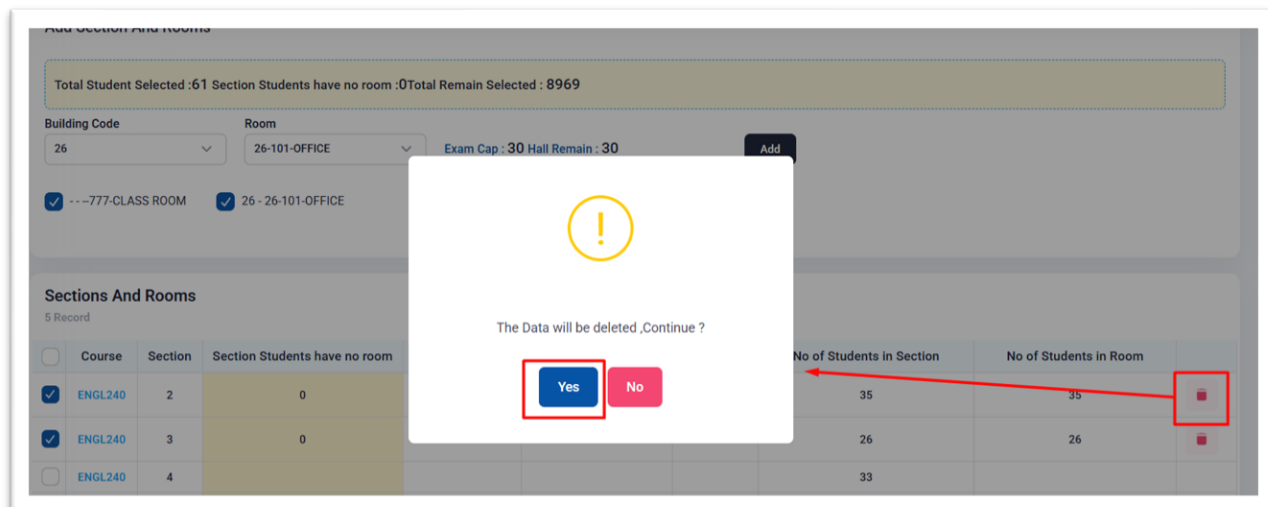 Add Section And Rooms
Total Student Selected :61 Section Students have no room :0Total Remain Selected : 8969
Building Code Room
26 26-101-OFFICE Exam Cap : 30 Hall Remain : 30 Add
- - --777-CLASS ROOM 26 - 26-101-OFFICE
Sections And Rooms
5 Record
The Data will be deleted ,Continue ?
Yes No
Course Section Section Students have no room No of Students in Section No of Students in Room
ENGL240 2 0 35 35
ENGL240 3 0 26 26
ENGL240 4 33